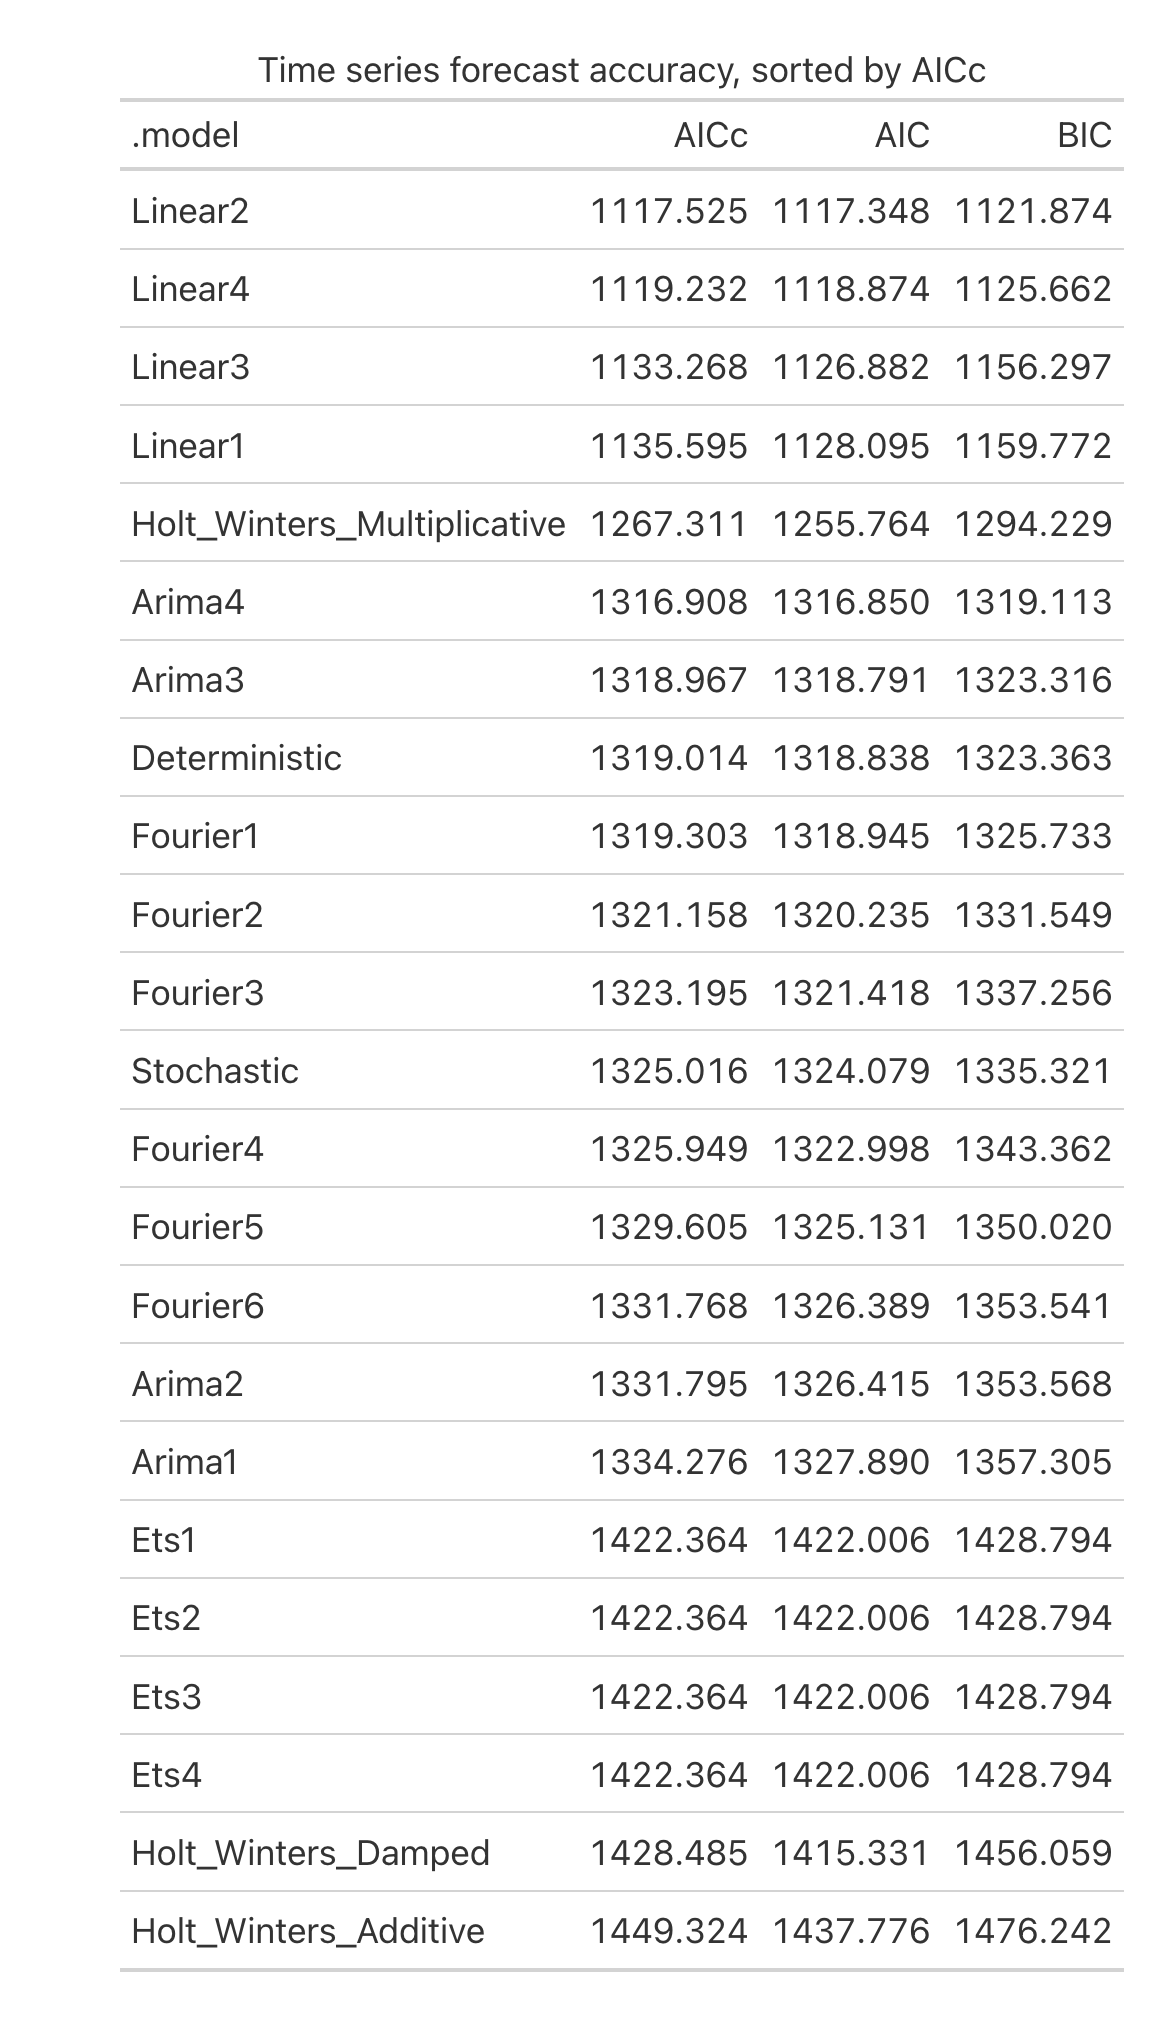 Time series forecast accuracy, sorted by AICc
.model AICc AIC BIC
Linear2 1117.525 1117.348 1121.874
Linear4 1119.232 1118.874 1125.662
Linear3 1133.268 1126.882 1156.297
Linear1 1135.595 1128.095 1159.772
Holt_Winters_Multiplicative 1267.311 1255.764 1294.229
Arima4 1316.908 1316.850 1319.113
Arima3 1318.967 1318.791 1323.316
Deterministic 1319.014 1318.838 1323.363
Fourier1 1319.303 1318.945 1325.733
Fourier2 1321.158 1320.235 1331.549
Fourier3 1323.195 1321.418 1337.256
Stochastic 1325.016 1324.079 1335.321
Fourier4 1325.949 1322.998 1343.362
Fourier5 1329.605 1325.131 1350.020
Fourier6 1331.768 1326.389 1353.541
Arima2 1331.795 1326.415 1353.568
Arima1 1334.276 1327.890 1357.305
Ets1 1422.364 1422.006 1428.794
Ets2 1422.364 1422.006 1428.794
Ets3 1422.364 1422.006 1428.794
Ets4 1422.364 1422.006 1428.794
Holt_Winters_Damped 1428.485 1415.331 1456.059
Holt_Winters_Additive 1449.324 1437.776 1476.242